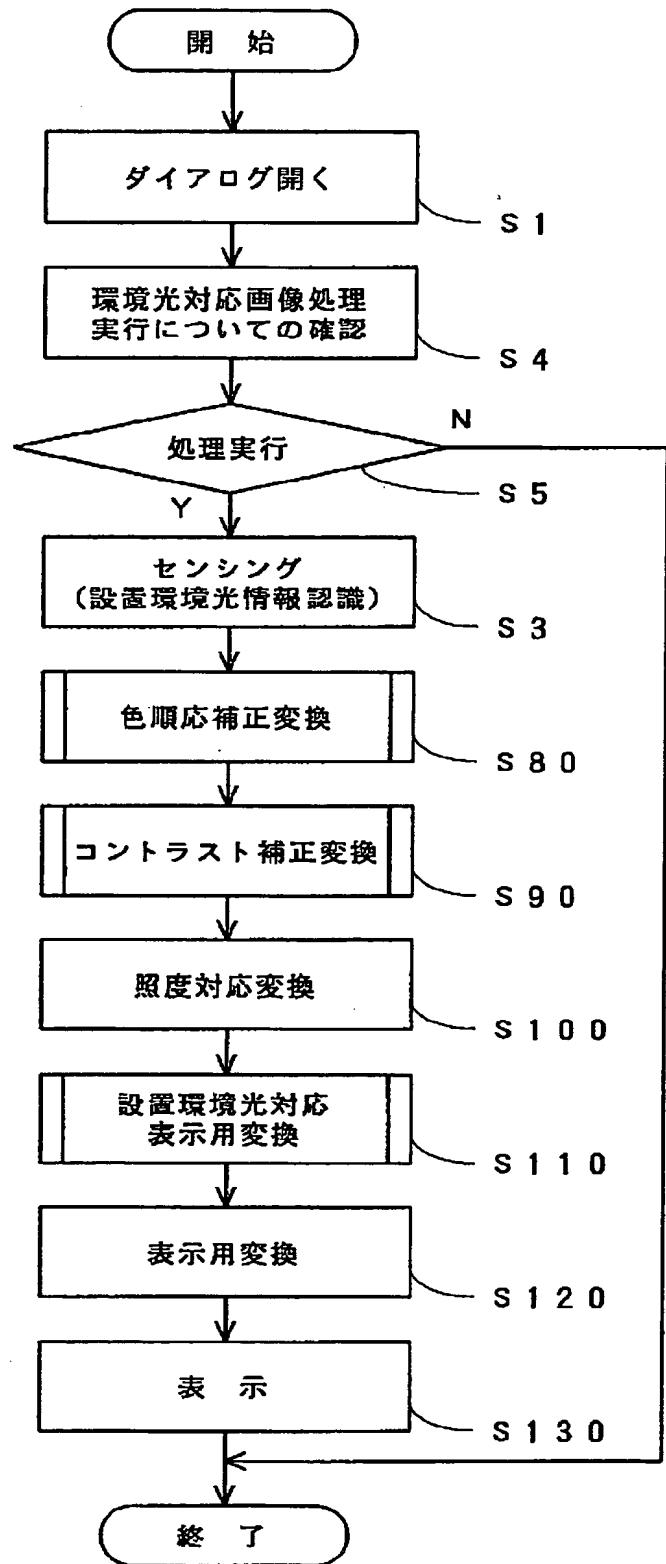 開 始
ダイアログ開く
S1
環境光対応画像処理
実行についての確認
S4
処理実行
N
S5
Y
センシング
(設置環境光情報認識)
S3
色順応補正変換
S80
コントラスト補正変換
S90
照度対応変換
S100
設置環境光対応
表示用変換
S110
表示用変換
S120
表 示
S130
終 了